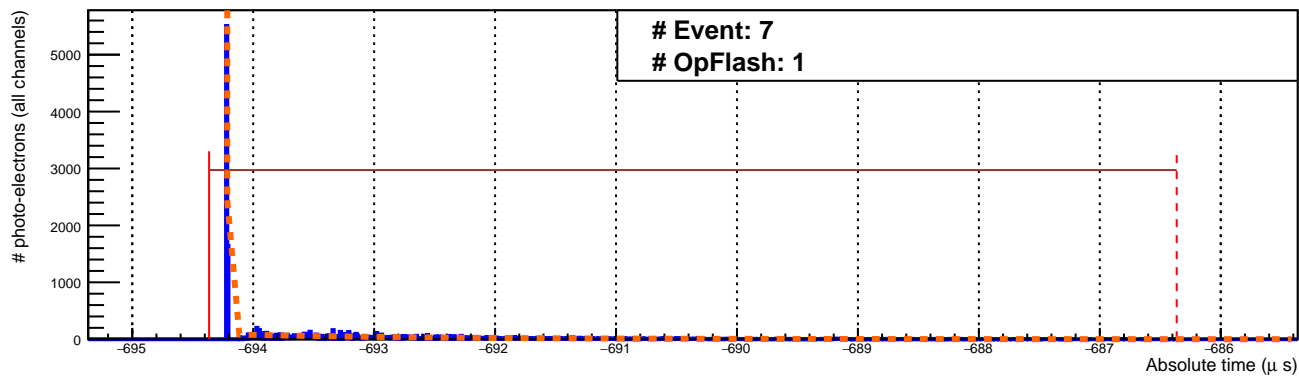 # Event: 7
# OpFlash: 1
# photo-electrons (all channels)
5000
4000
3000
2000
1000
0
−695 −694 −693 −692 −691 −690 −689 −688 −687 −686
Absolute time (μ s)